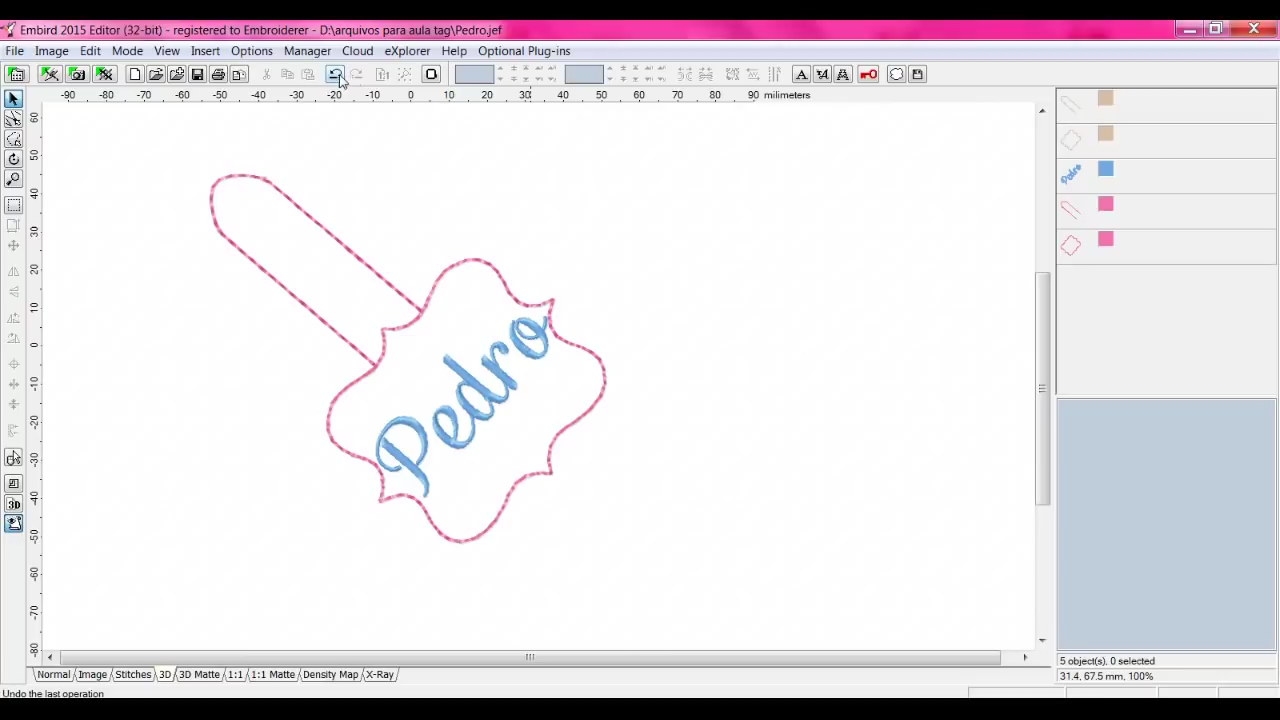 Embird 2015 Editor (32-bit) - registered to Embroiderer - D:\arquivos para aula tag\Pedro.jef
File Image Edit Mode View Insert Options Manager Cloud eXplorer Help Optional Plug-ins
-90 -80 -70 -60 -50 -40 -30 -20 -10 0 10 20 30 40 50 60 70 80 90 milimeters
60
50
40
30
20
10
0
-10
-20
-30
-40
-50
-60
-70
-80
Pedro
Pedro
3D
5 object(s), 0 selected
Normal Image Stitches 3D 3D Matte 1:1 1:1 Matte Density Map X-Ray
31.4, 67.5 mm, 100%
Undo the last operation